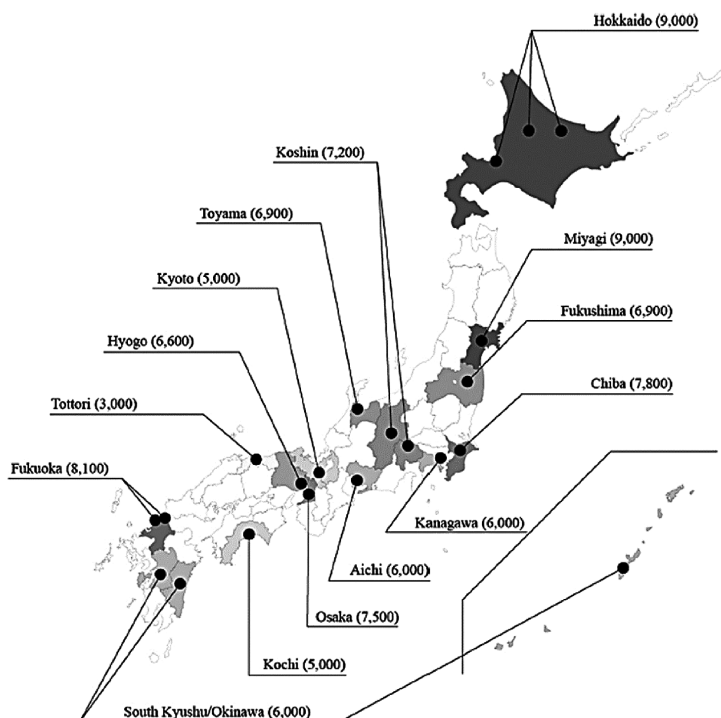 Hokkaido (9,000)
Koshin (7,200)
Toyama (6,900)
Miyagi (9,000)
Kyoto (5,000)
Fukushima (6,900)
Hyogo (6,600)
Chiba (7,800)
Tottori (3,000)
Fukuoka (8,100)
Kanagawa (6,000)
Aichi (6,000)
Osaka (7,500)
Kochi (5,000)
South Kyushu/Okinawa (6,000)